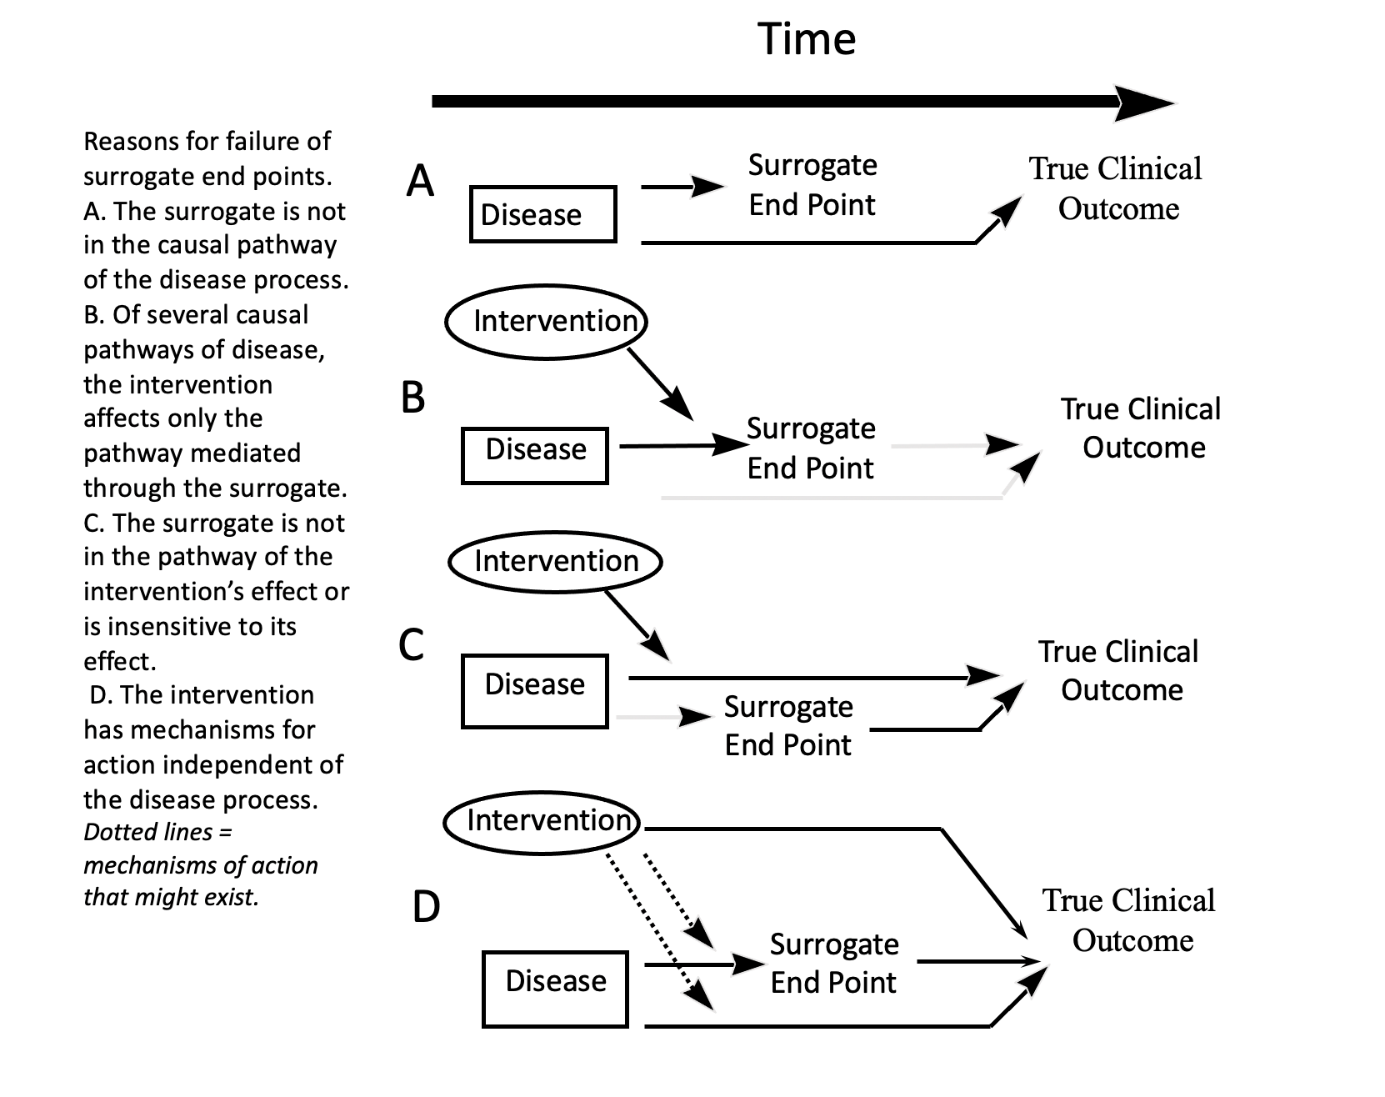 Time
Reasons for failure of
surrogate end points.
A. The surrogate is not
in the causal pathway
of the disease process.
B. Of several causal
pathways of disease,
the intervention
affects only the
pathway mediated
through the surrogate.
C. The surrogate is not
in the pathway of the
intervention’s effect or
is insensitive to its
effect.
D. The intervention
has mechanisms for
action independent of
the disease process.
Dotted lines =
mechanisms of action
that might exist.
A
Disease
Surrogate
End Point
True Clinical
Outcome
Intervention
B
Disease
Surrogate
End Point
True Clinical
Outcome
Intervention
C
Disease
Surrogate
End Point
True Clinical
Outcome
Intervention
D
Disease
Surrogate
End Point
True Clinical
Outcome